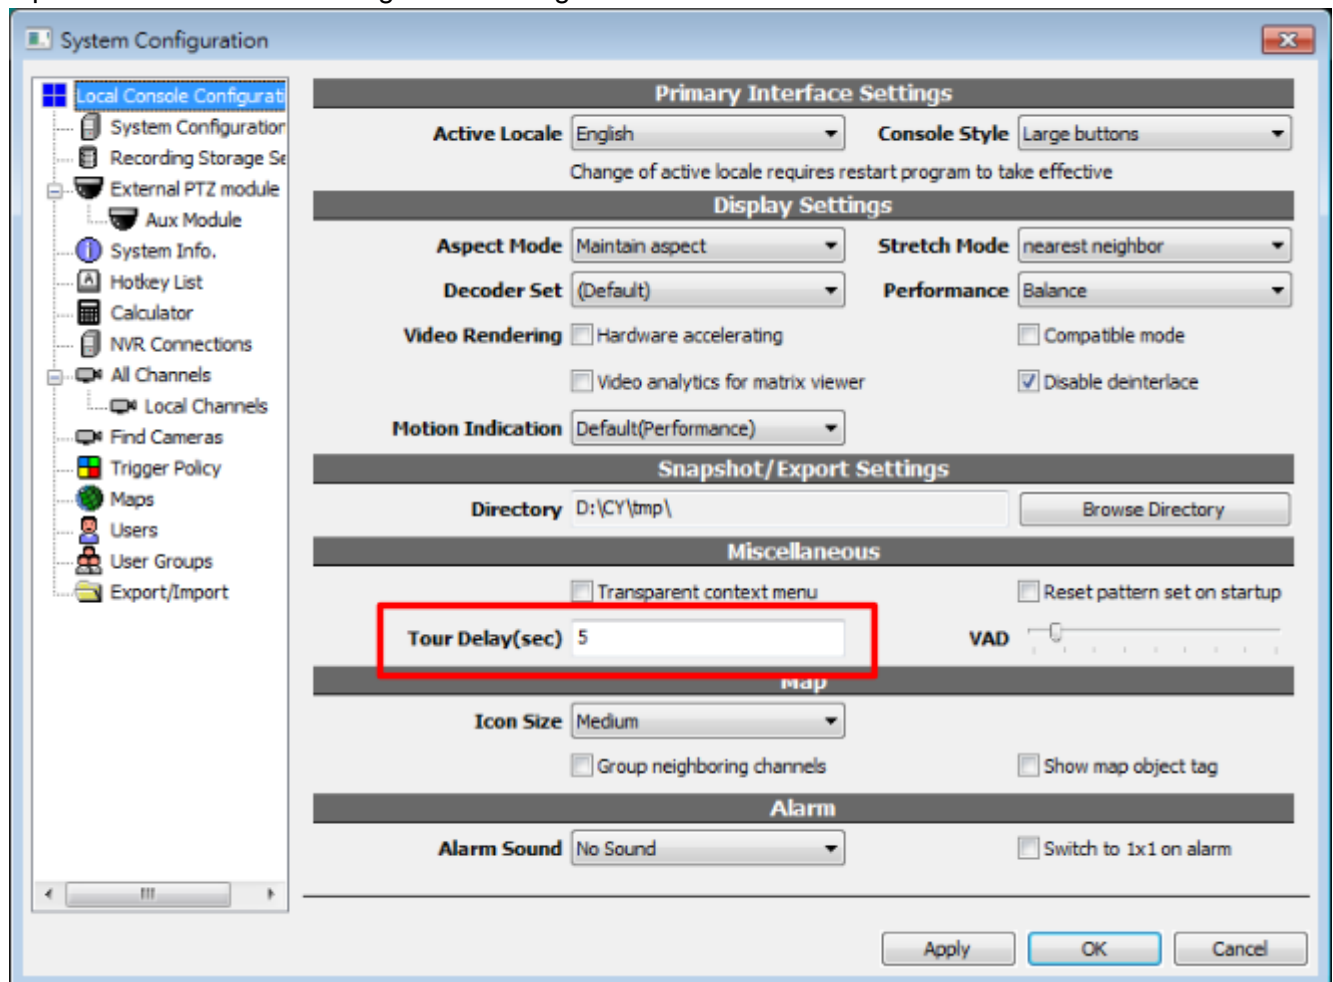 System Configuration
Local Console Configurati
System Configuration
Recording Storage Se
External PTZ module
Aux Module
System Info.
Hotkey List
Calculator
NVR Connections
All Channels
Local Channels
Find Cameras
Trigger Policy
Maps
Users
User Groups
Export/Import
Primary Interface Settings
Active Locale English Console Style Large buttons
Change of active locale requires restart program to take effective
Display Settings
Aspect Mode Maintain aspect Stretch Mode nearest neighbor
Decoder Set (Default) Performance Balance
Video Rendering Hardware accelerating Compatible mode
Video analytics for matrix viewer Disable deinterlace
Motion Indication Default(Performance)
Snapshot/Export Settings
Directory D:\CY\tmp\ Browse Directory
Miscellaneous
Transparent context menu Reset pattern set on startup
Tour Delay(sec) 5 VAD
Map
Icon Size Medium
Group neighboring channels Show map object tag
Alarm
Alarm Sound No Sound Switch to 1x1 on alarm
Apply OK Cancel